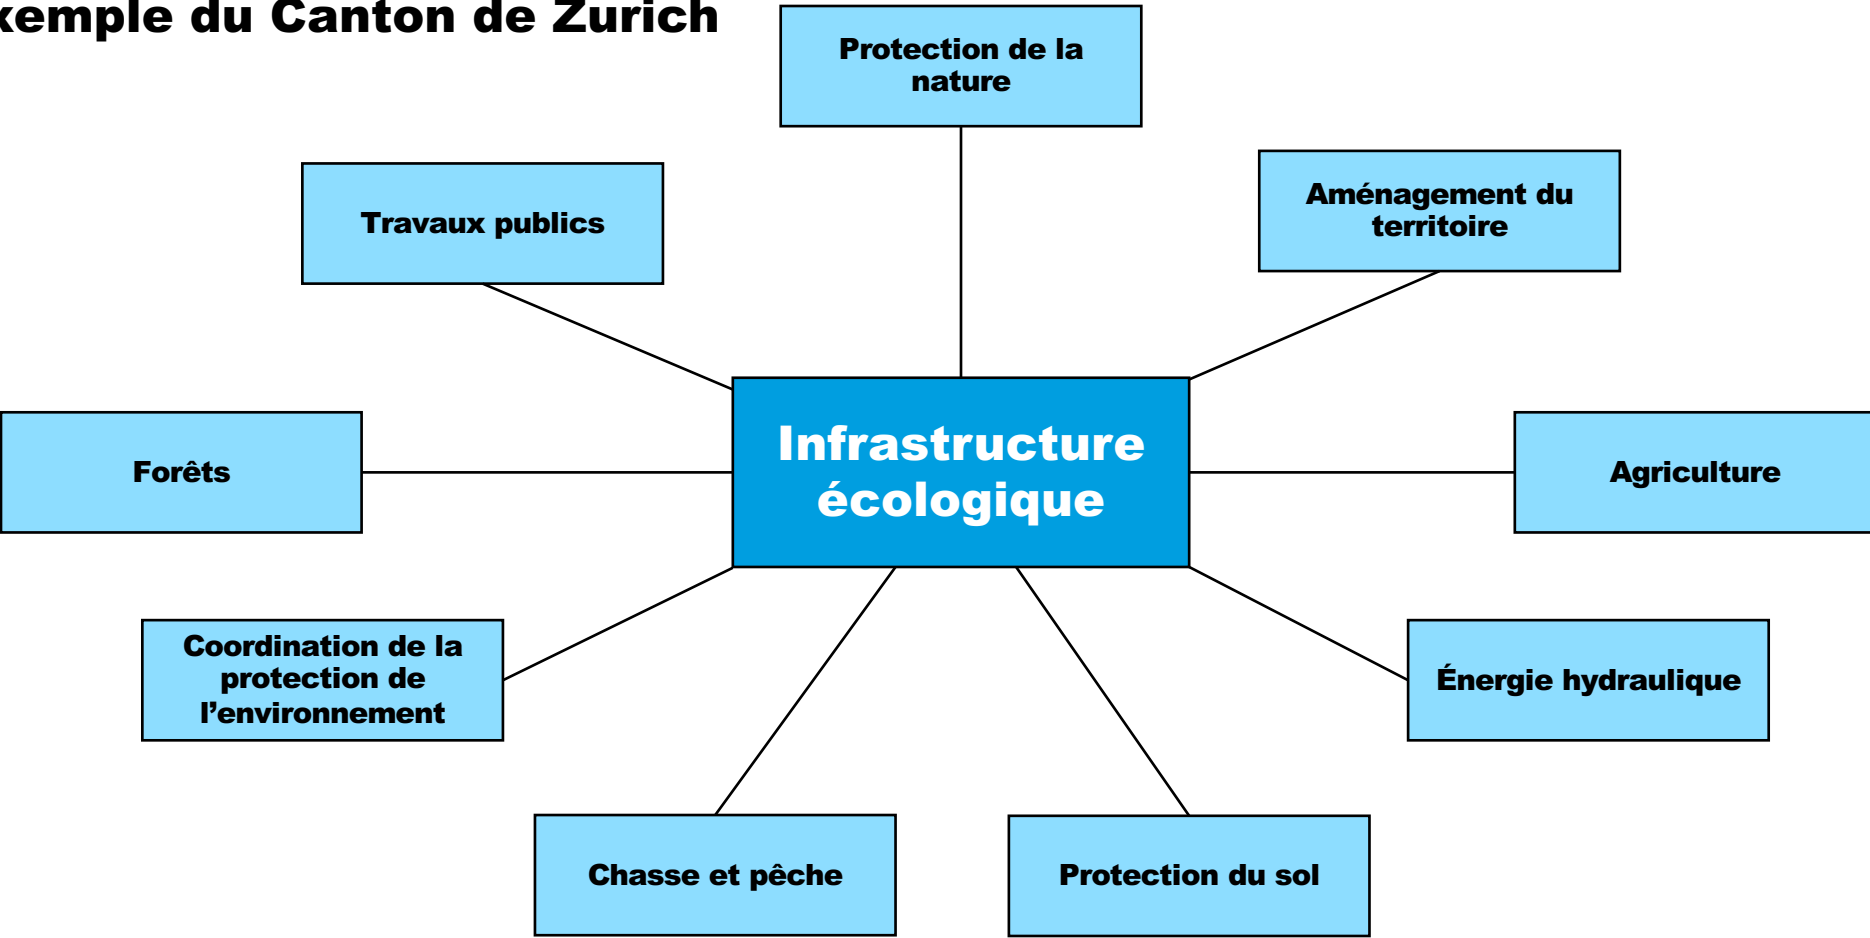 xemple du Canton de Zurich
Protection de la
nature
Travaux publics
Aménagement du
territoire
Infrastructure
écologique
Forêts
Agriculture
Coordination de la
protection de
l’environnement
Énergie hydraulique
Chasse et pêche
Protection du sol